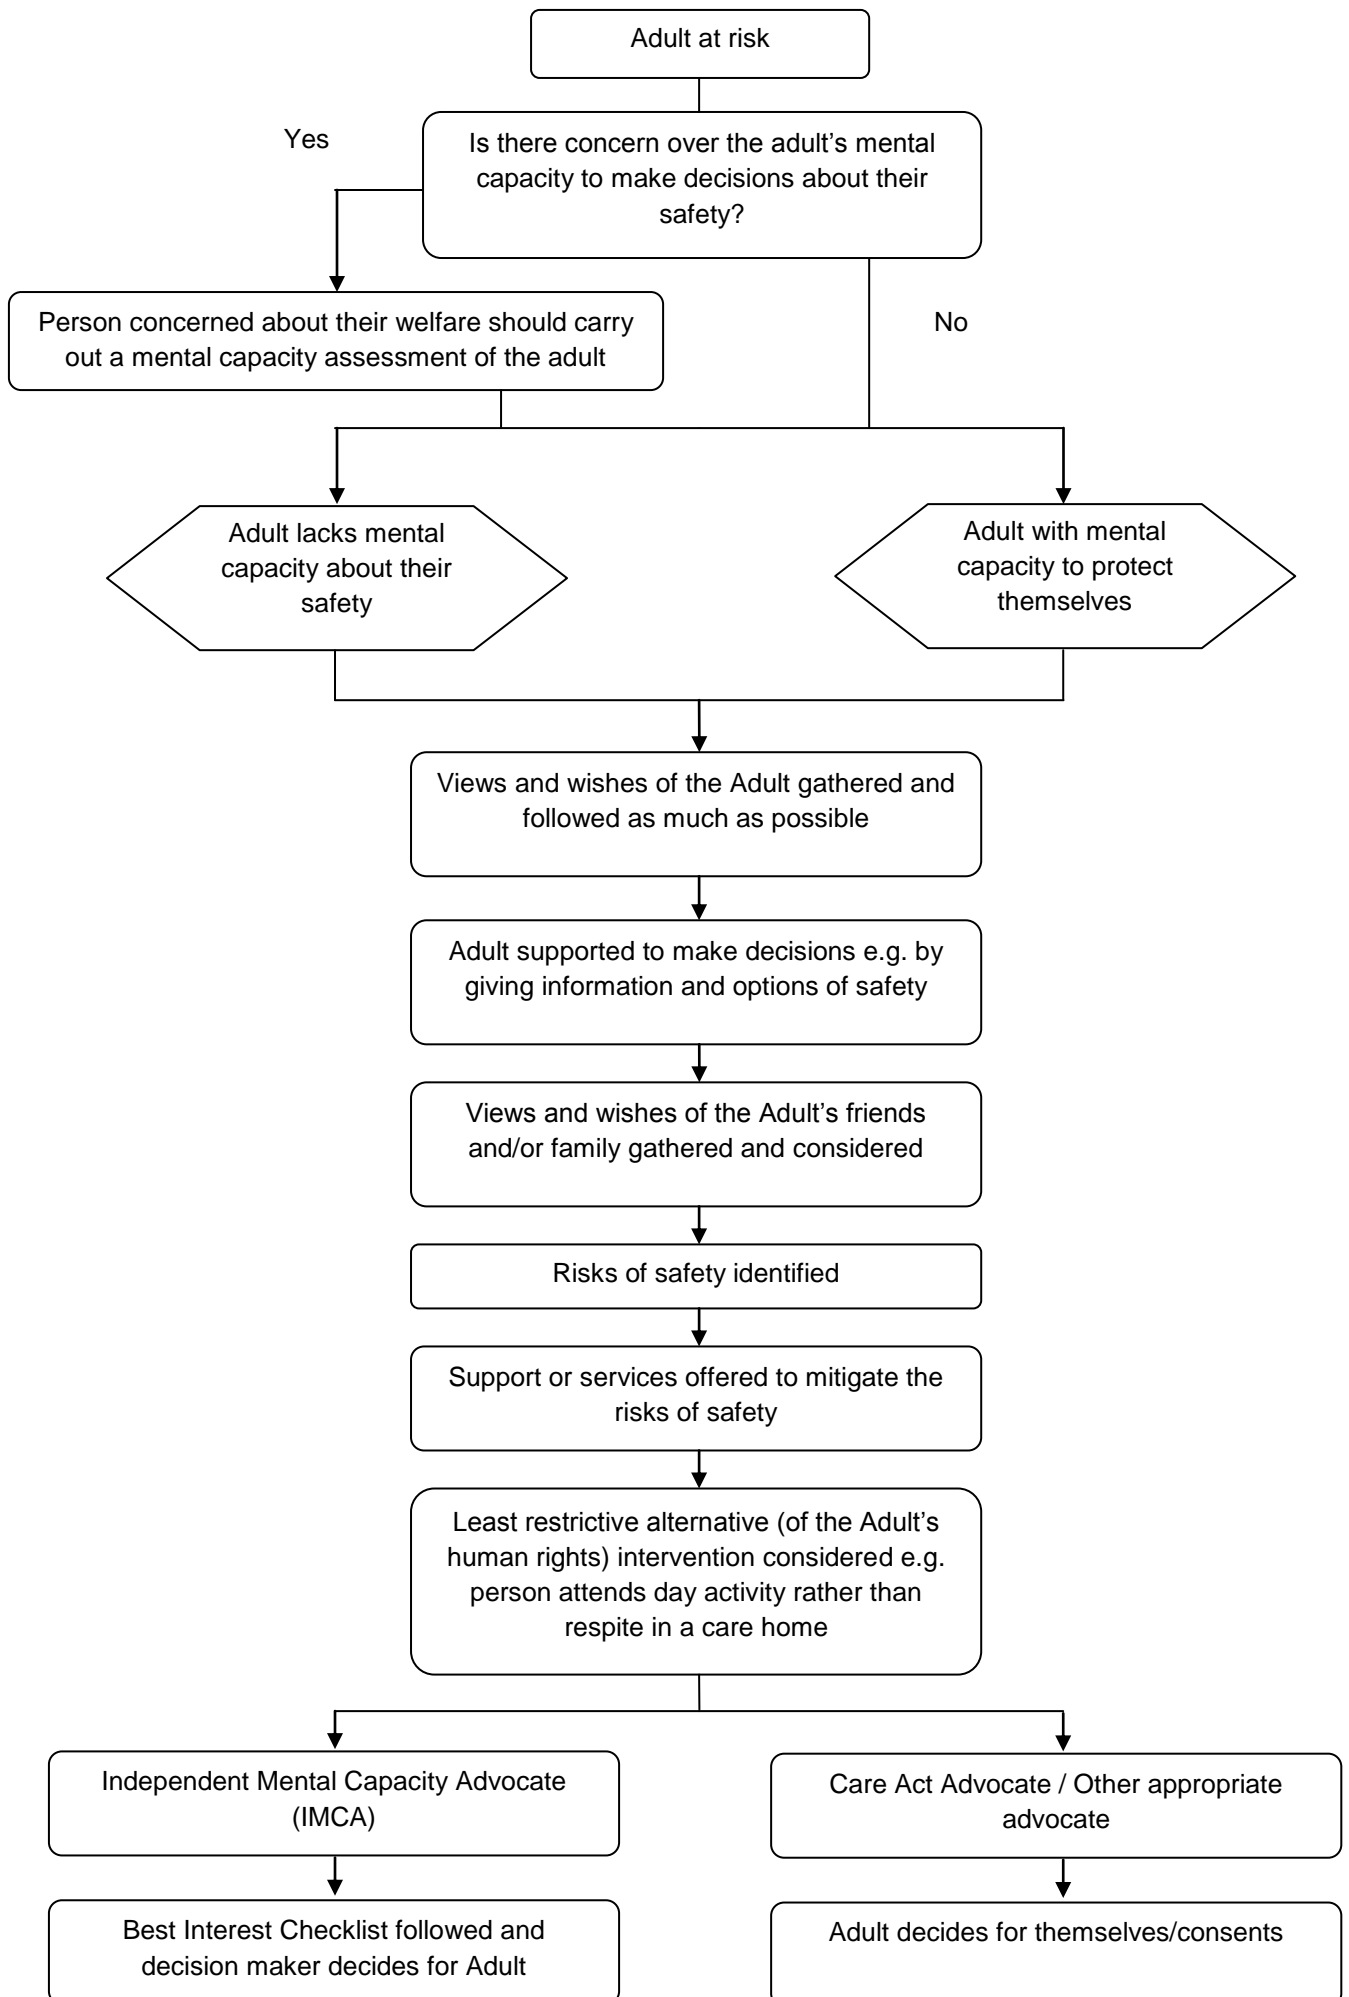 Adult at risk
Yes
Is there concern over the adult’s mental
capacity to make decisions about their
safety?
Person concerned about their welfare should carry
out a mental capacity assessment of the adult
No
Adult lacks mental
capacity about their
safety
Adult with mental
capacity to protect
themselves
Views and wishes of the Adult gathered and
followed as much as possible
Adult supported to make decisions e.g. by
giving information and options of safety
Views and wishes of the Adult’s friends
and/or family gathered and considered
Risks of safety identified
Support or services offered to mitigate the
risks of safety
Least restrictive alternative (of the Adult’s
human rights) intervention considered e.g.
person attends day activity rather than
respite in a care home
Independent Mental Capacity Advocate
(IMCA)
Care Act Advocate / Other appropriate
advocate
Best Interest Checklist followed and
decision maker decides for Adult
Adult decides for themselves/consents